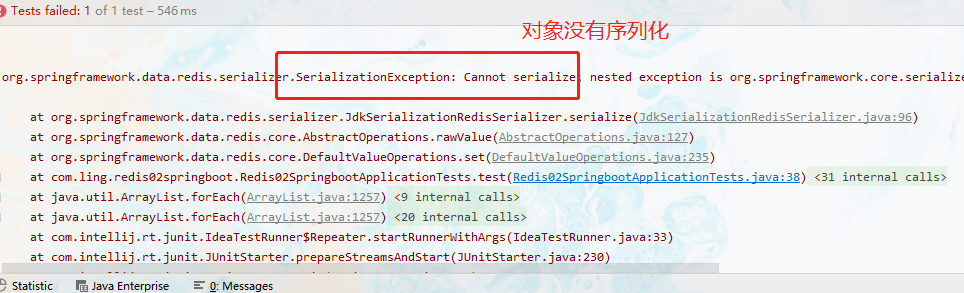 Tests failed: 1 of 1 test – 546 ms
对象没有序列化
org.springframework.data.redis.serializer.SerializationException: Cannot serialize; nested exception is org.springframework.core.serialize
at org.springframework.data.redis.serializer.JdkSerializationRedisSerializer.serialize(JdkSerializationRedisSerializer.java:96)
at org.springframework.data.redis.core.AbstractOperations.rawValue(AbstractOperations.java:127)
at org.springframework.data.redis.core.DefaultValueOperations.set(DefaultValueOperations.java:235)
at com.ling.redis02springboot.Redis02SpringbootApplicationTests.test(Redis02SpringbootApplicationTests.java:38) <31 internal calls>
at java.util.ArrayList.forEach(ArrayList.java:1257) <9 internal calls>
at java.util.ArrayList.forEach(ArrayList.java:1257) <20 internal calls>
at com.intellij.rt.junit.IdeaTestRunner$Repeater.startRunnerWithArgs(IdeaTestRunner.java:33)
at com.intellij.rt.junit.JUnitStarter.prepareStreamsAndStart(JUnitStarter.java:230)
Statistic Java Enterprise 0: Messages